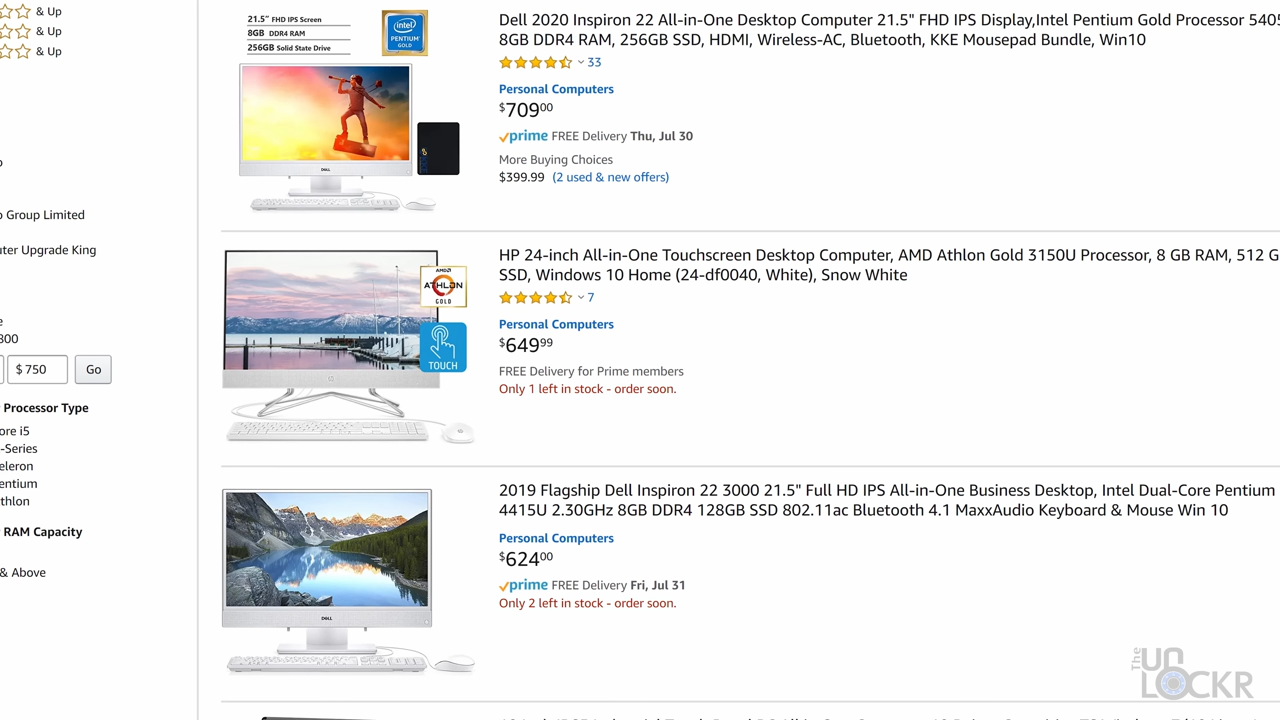 & Up
& Up
& Up
Group Limited
Upgrade King
$ 750
Go
Processor Type
i5
-Series
RAM Capacity
& Above
21.5” FHD IPS Screen
8GB DDR4 RAM
256GB Solid State Drive
intel
PENTIUM
GOLD
DELL
Dell 2020 Inspiron 22 All-in-One Desktop Computer 21.5" FHD IPS Display,Intel Pentium Gold Processor
8GB DDR4 RAM, 256GB SSD, HDMI, Wireless-AC, Bluetooth, KKE Mousepad Bundle, Win10
33
Personal Computers
$70900
prime FREE Delivery Thu, Jul 30
More Buying Choices
$399.99 (2 used & new offers)
AMD
ATHLON
GOLD
TOUCH
hp
HP 24-inch All-in-One Touchscreen Desktop Computer, AMD Athlon Gold 3150U Processor, 8 GB RAM, 512
SSD, Windows 10 Home (24-df0040, White), Snow White
7
Personal Computers
$64999
FREE Delivery for Prime members
Only 1 left in stock - order soon.
DELL
2019 Flagship Dell Inspiron 22 3000 21.5" Full HD IPS All-in-One Business Desktop, Intel Dual-Core Pentium
4415U 2.30GHz 8GB DDR4 128GB SSD 802.11ac Bluetooth 4.1 MaxxAudio Keyboard & Mouse Win 10
Personal Computers
$62400
prime FREE Delivery Fri, Jul 31
Only 2 left in stock - order soon.
The
UNLOCKR